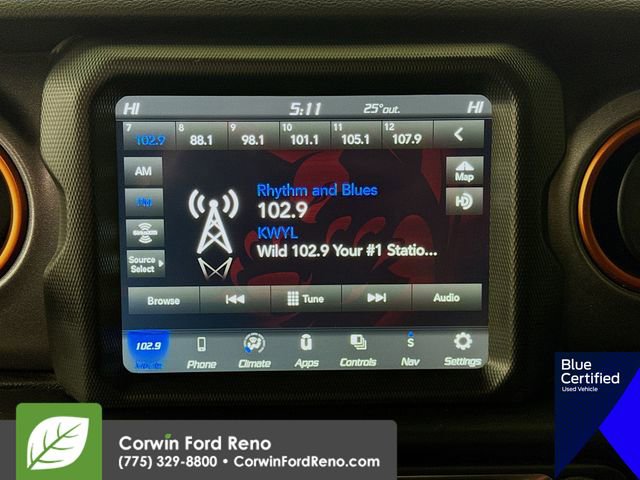 HI 5:11 25°out. HI
7 102.9 8 88.1 9 98.1 10 101.1 11 105.1 12 107.9
AM
FM
SiriusXM
Source
Select
Rhythm and Blues
102.9
KWYL
Wild 102.9 Your #1 Statio...
Map
HD
Browse Tune Audio
102.9
Phone Climate Apps Controls S Nav Settings
Blue
Certified
Used Vehicle
Corwin Ford Reno
(775) 329-8800 • CorwinFordReno.com